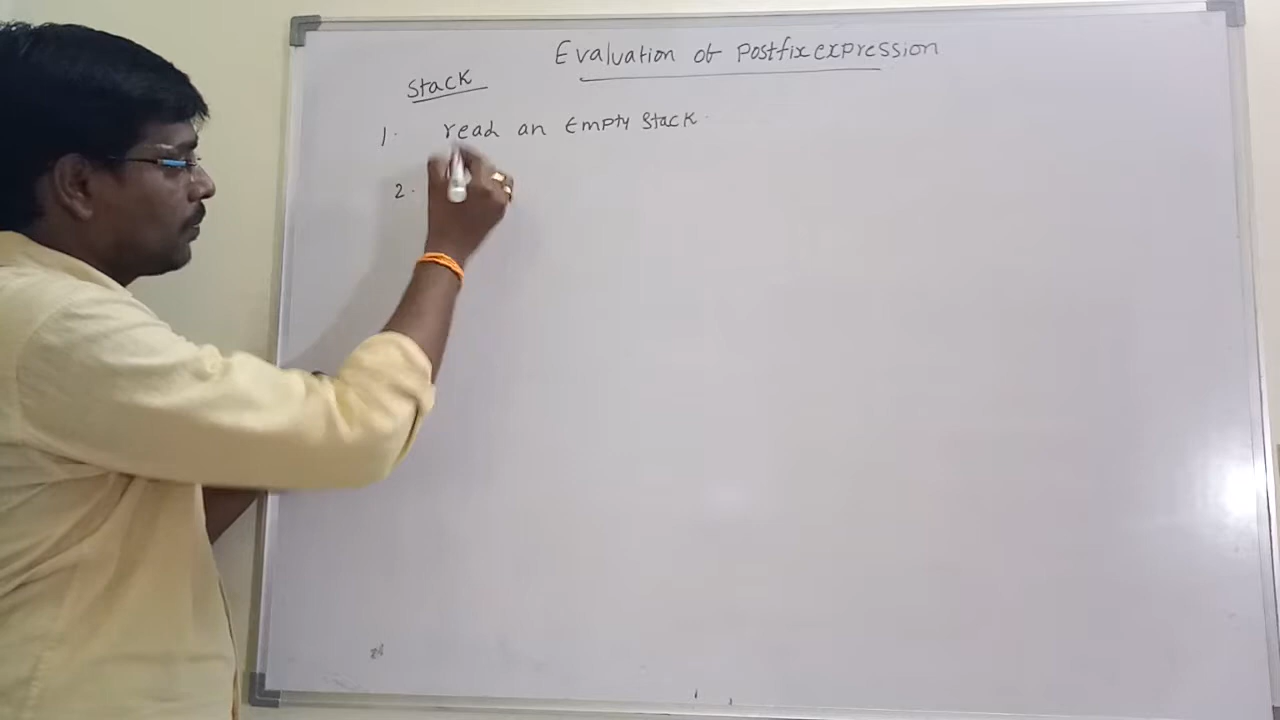 Evaluation of Postfix expression
Stack
1. read an Empty Stack.
2.